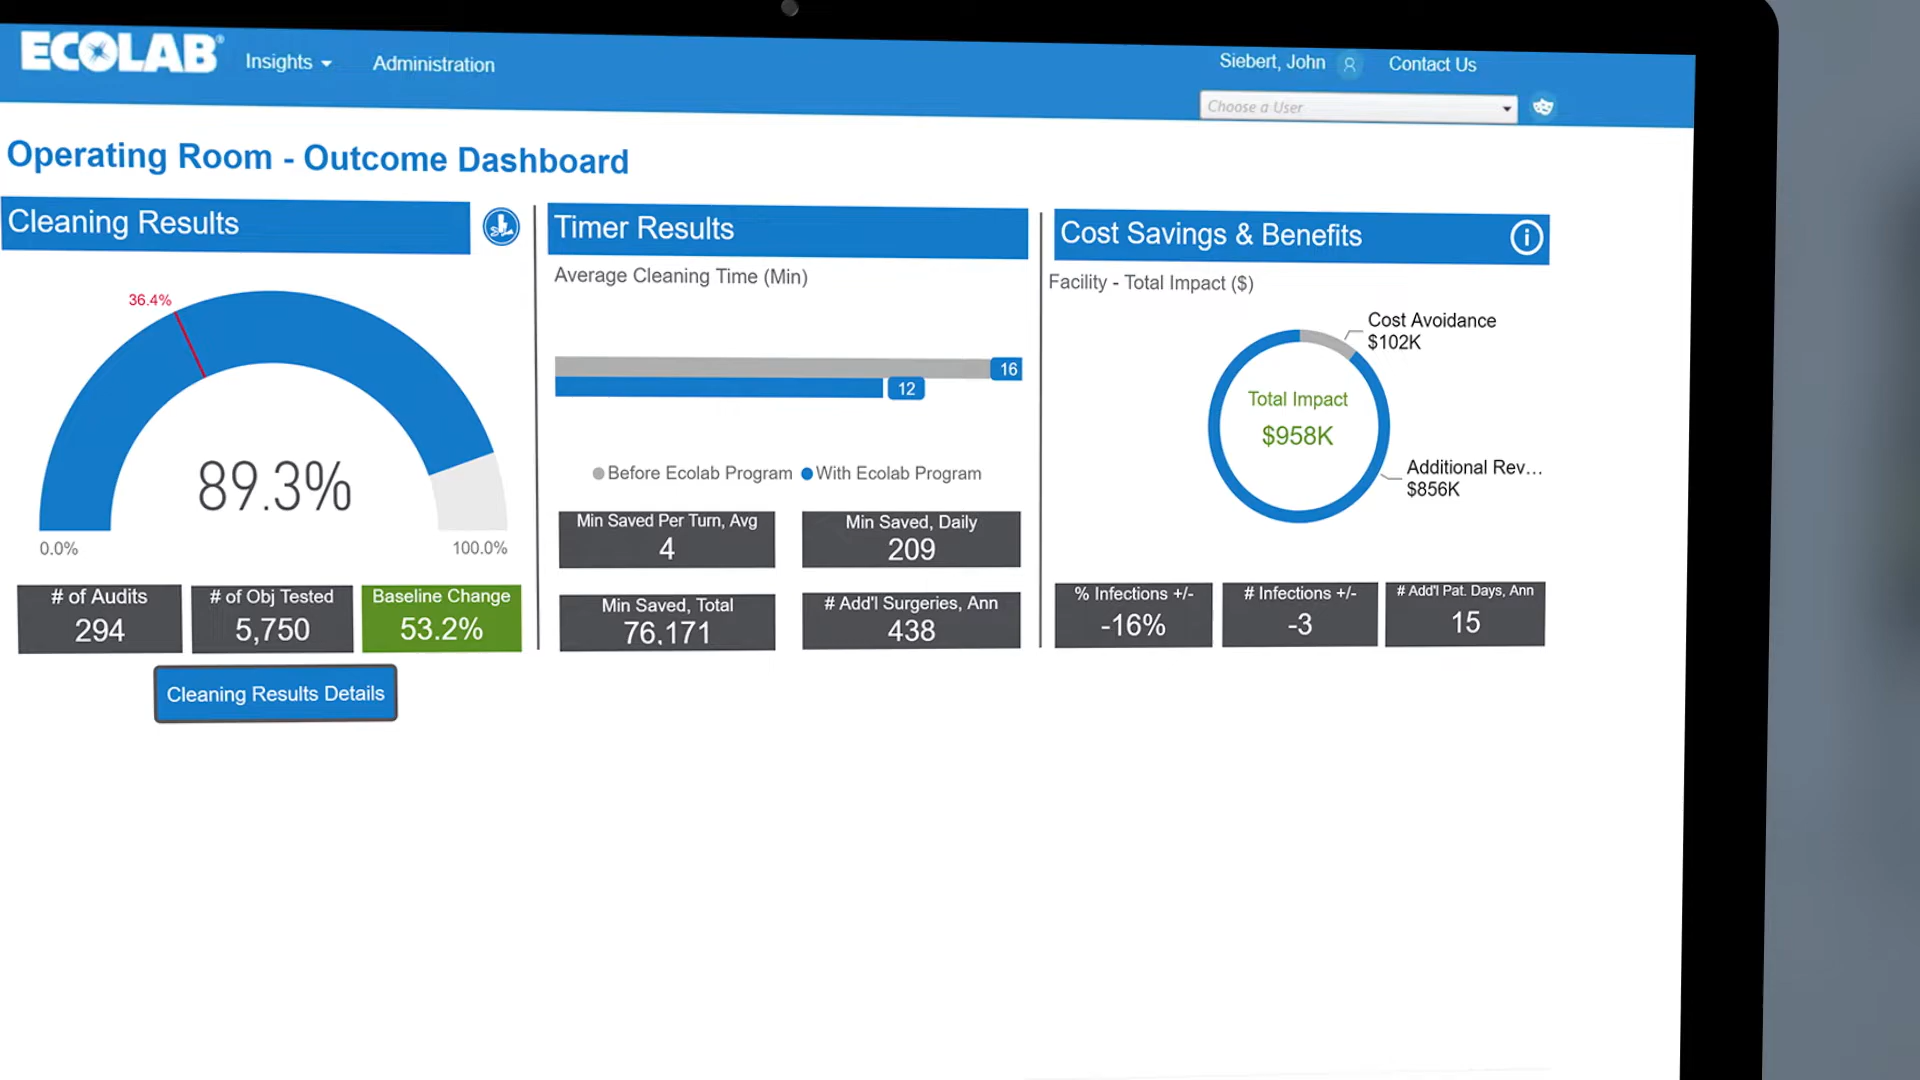 ECOLAB®
Insights
Administration
Siebert, John
Contact Us
Choose a User
Operating Room - Outcome Dashboard
Cleaning Results
36.4%
89.3%
0.0%
100.0%
# of Audits
294
# of Obj Tested
5,750
Baseline Change
53.2%
Cleaning Results Details
Timer Results
Average Cleaning Time (Min)
16
12
Before Ecolab Program
With Ecolab Program
Min Saved Per Turn, Avg
4
Min Saved, Daily
209
Min Saved, Total
76,171
# Add'l Surgeries, Ann
438
Cost Savings & Benefits
Facility - Total Impact ($)
Cost Avoidance
$102K
Total Impact
$958K
Additional Rev...
$856K
% Infections +/-
-16%
# Infections +/-
-3
# Add'l Pat. Days, Ann
15